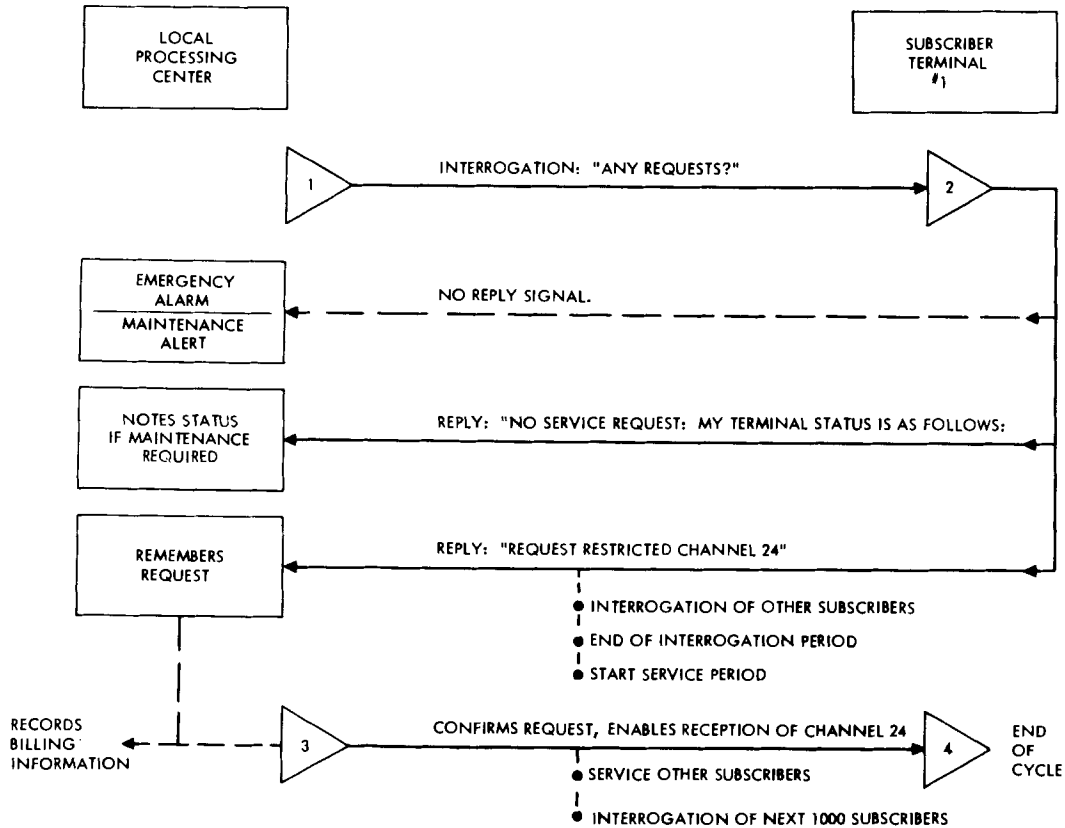 LOCAL
PROCESSING
CENTER
SUBSCRIBER
TERMINAL
#1
INTERROGATION: "ANY REQUESTS?"
1
2
EMERGENCY
ALARM
MAINTENANCE
ALERT
NO REPLY SIGNAL.
NOTES STATUS
IF MAINTENANCE
REQUIRED
REPLY: "NO SERVICE REQUEST: MY TERMINAL STATUS IS AS FOLLOWS:
REMEMBERS
REQUEST
REPLY: "REQUEST RESTRICTED CHANNEL 24"
INTERROGATION OF OTHER SUBSCRIBERS
END OF INTERROGATION PERIOD
START SERVICE PERIOD
RECORDS
BILLING
INFORMATION
3
CONFIRMS REQUEST, ENABLES RECEPTION OF CHANNEL 24
4
END
OF
CYCLE
SERVICE OTHER SUBSCRIBERS
INTERROGATION OF NEXT 1000 SUBSCRIBERS